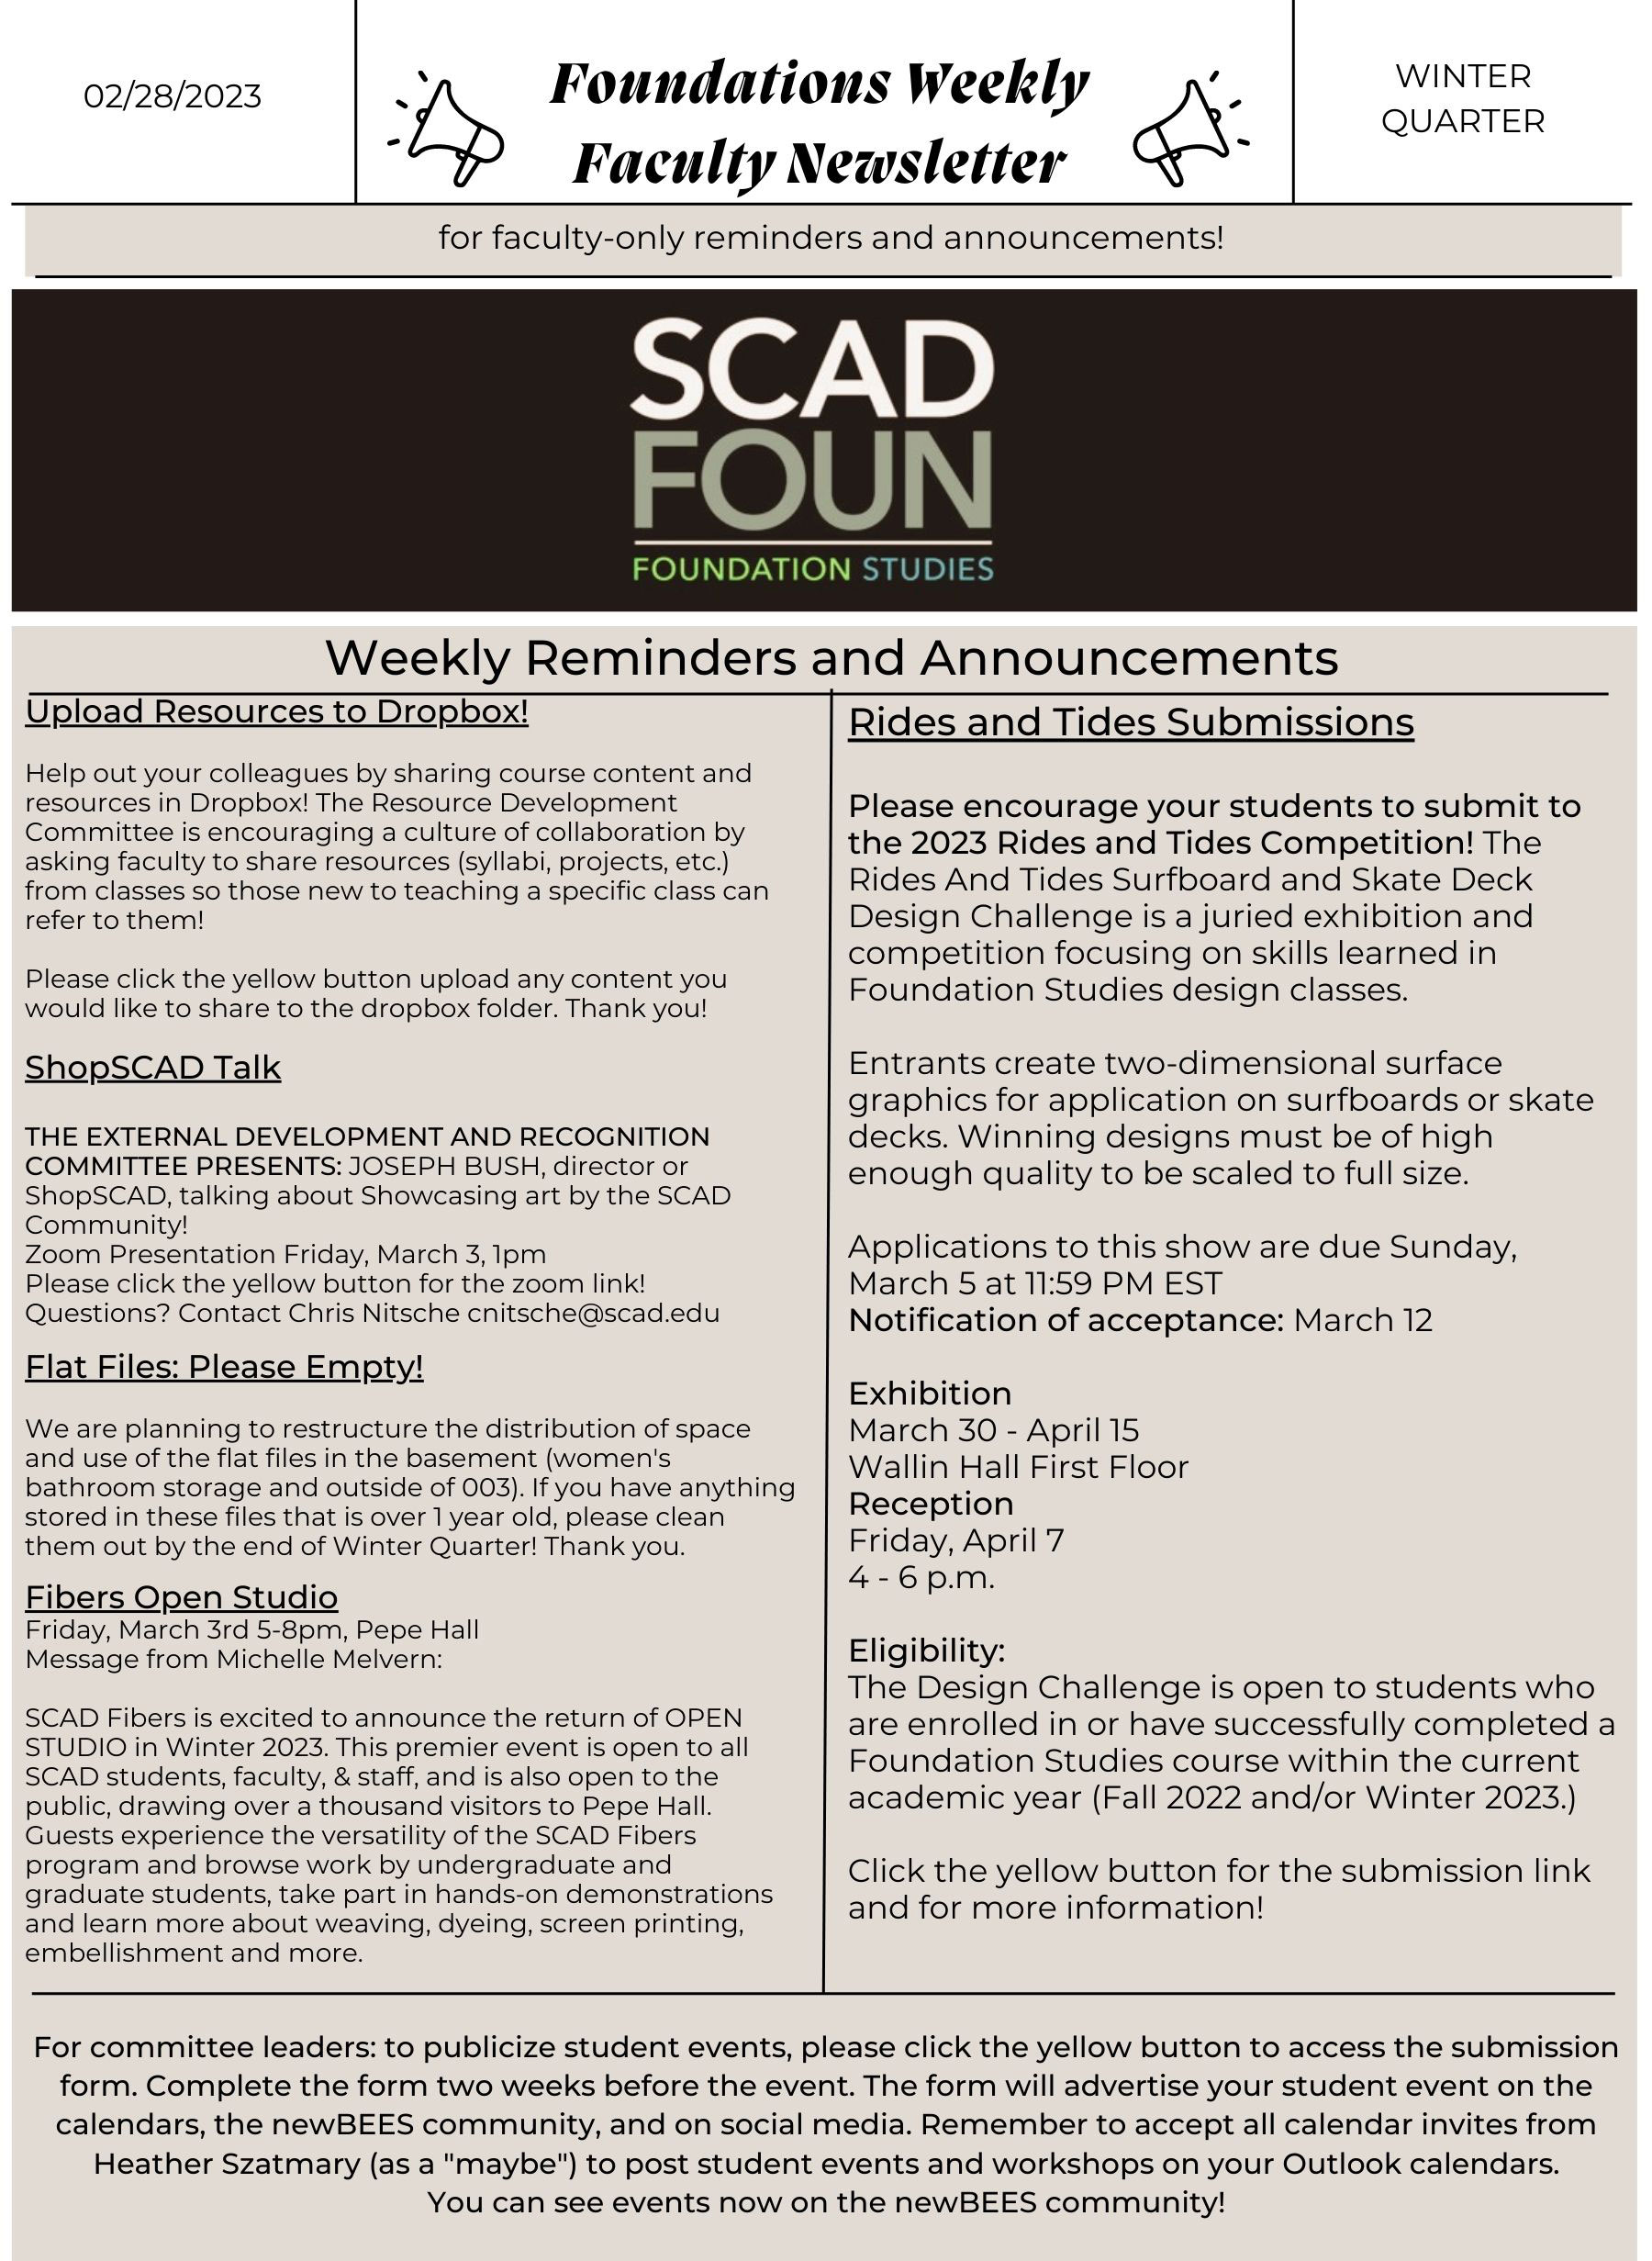 02/28/2023
Foundations Weekly
Faculty Newsletter
WINTER
QUARTER
for faculty-only reminders and announcements!
SCAD
FOUN
FOUNDATION STUDIES
Weekly Reminders and Announcements
Upload Resources to Dropbox!
Help out your colleagues by sharing course content and
resources in Dropbox! The Resource Development
Committee is encouraging a culture of collaboration by
asking faculty to share resources (syllabi, projects, etc.)
from classes so those new to teaching a specific class can
refer to them!
Please click the yellow button upload any content you
would like to share to the dropbox folder. Thank you!
ShopSCAD Talk
THE EXTERNAL DEVELOPMENT AND RECOGNITION
COMMITTEE PRESENTS: JOSEPH BUSH, director or
ShopSCAD, talking about Showcasing art by the SCAD
Community!
Zoom Presentation Friday, March 3, 1pm
Please click the yellow button for the zoom link!
Questions? Contact Chris Nitsche cnitsche@scad.edu
Flat Files: Please Empty!
We are planning to restructure the distribution of space
and use of the flat files in the basement (women's
bathroom storage and outside of 003). If you have anything
stored in these files that is over 1 year old, please clean
them out by the end of Winter Quarter! Thank you.
Fibers Open Studio
Friday, March 3rd 5-8pm, Pepe Hall
Message from Michelle Melvern:
SCAD Fibers is excited to announce the return of OPEN
STUDIO in Winter 2023. This premier event is open to all
SCAD students, faculty, & staff, and is also open to the
public, drawing over a thousand visitors to Pepe Hall.
Guests experience the versatility of the SCAD Fibers
program and browse work by undergraduate and
graduate students, take part in hands-on demonstrations
and learn more about weaving, dyeing, screen printing,
embellishment and more.
Rides and Tides Submissions
Please encourage your students to submit to
the 2023 Rides and Tides Competition! The
Rides And Tides Surfboard and Skate Deck
Design Challenge is a juried exhibition and
competition focusing on skills learned in
Foundation Studies design classes.
Entrants create two-dimensional surface
graphics for application on surfboards or skate
decks. Winning designs must be of high
enough quality to be scaled to full size.
Applications to this show are due Sunday,
March 5 at 11:59 PM EST
Notification of acceptance: March 12
Exhibition
March 30 - April 15
Wallin Hall First Floor
Reception
Friday, April 7
4 - 6 p.m.
Eligibility:
The Design Challenge is open to students who
are enrolled in or have successfully completed a
Foundation Studies course within the current
academic year (Fall 2022 and/or Winter 2023.)
Click the yellow button for the submission link
and for more information!
For committee leaders: to publicize student events, please click the yellow button to access the submission
form. Complete the form two weeks before the event. The form will advertise your student event on the
calendars, the newBEES community, and on social media. Remember to accept all calendar invites from
Heather Szatmary (as a "maybe") to post student events and workshops on your Outlook calendars.
You can see events now on the newBEES community!